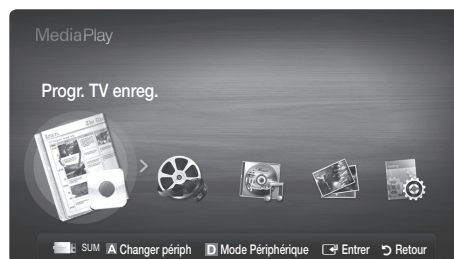 MediaPlay
Progr. TV enreg.
SUM A Changer périph D Mode Périphérique Entrer Retour